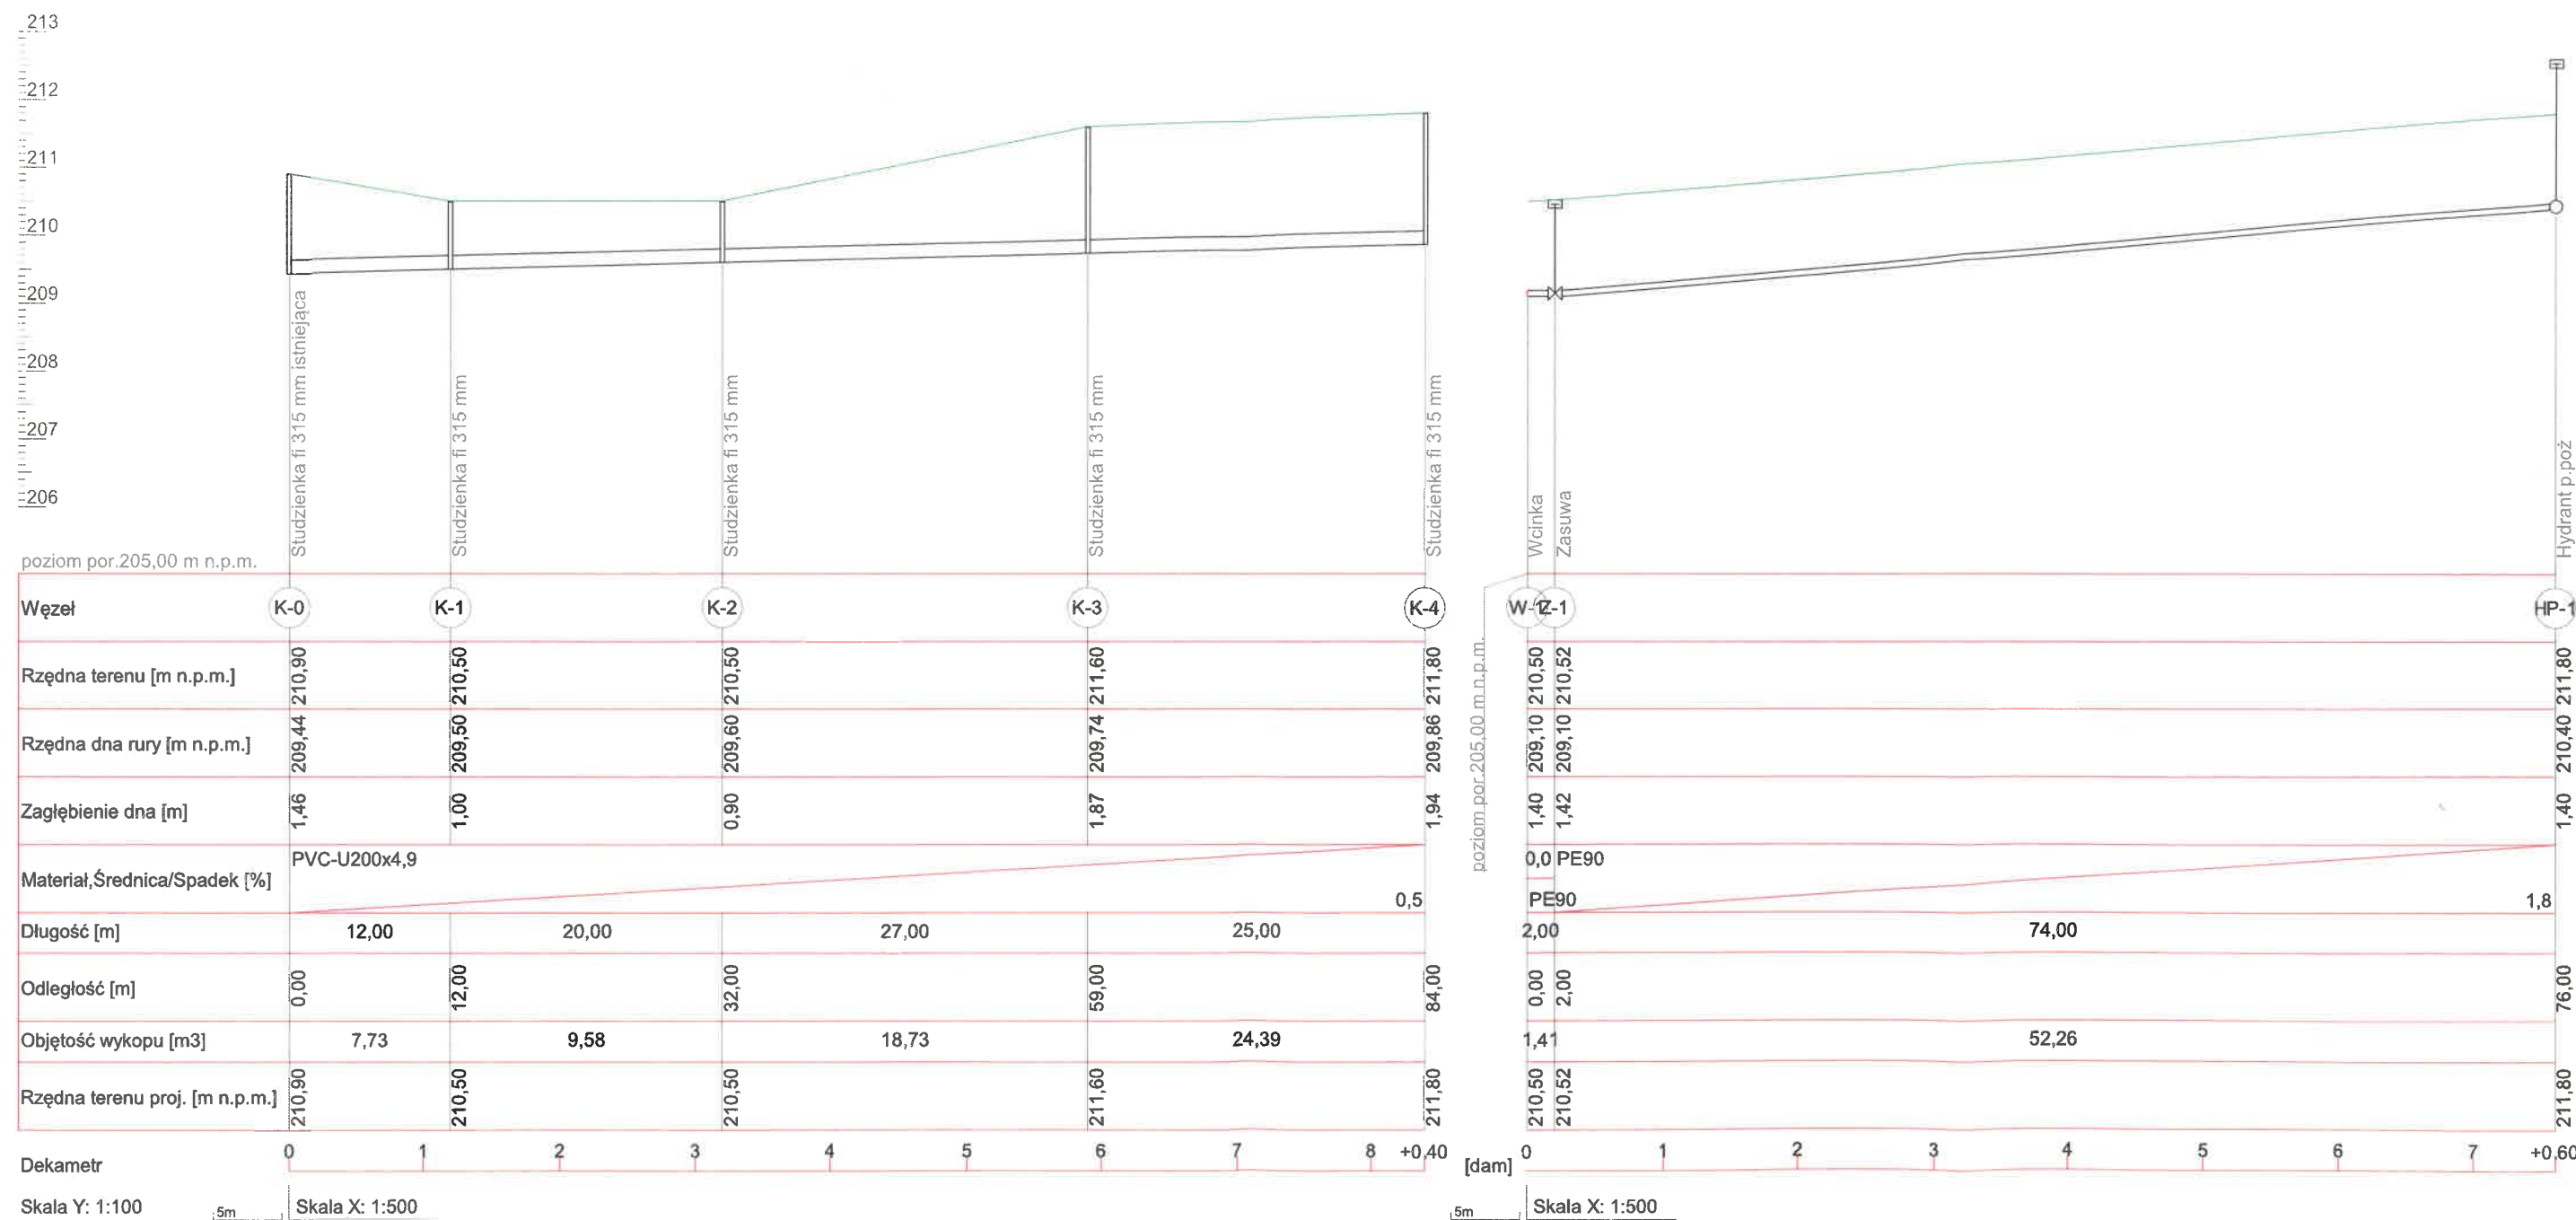 213
212
211
210
209
208
207
206
Studzienka fi 315 mm istniejąca
Studzienka fi 315 mm
Studzienka fi 315 mm
Studzienka fi 315 mm
Studzienka fi 315 mm
Wcinka
Zasuwa
Hydrant p.poż
poziom por.205,00 m n.p.m.
poziom por.205,00 m n.p.m.
Węzeł K-0 K-1 K-2 K-3 K-4 W-1 Z-1 HP-1
Rzędna terenu [m n.p.m.] 210,90 210,50 210,50 211,60 211,80 210,50 210,52 211,80
Rzędna dna rury [m n.p.m.] 209,44 209,50 209,60 209,74 209,86 209,10 209,10 210,40
Zagłębienie dna [m] 1,46 1,00 0,90 1,87 1,94 1,40 1,42 1,40
Materiał,Średnica/Spadek [%] PVC-U200x4,9 0,5 0,0 PE90 PE90 1,8
Długość [m] 12,00 20,00 27,00 25,00 2,00 74,00
Odległość [m] 0,00 12,00 32,00 59,00 84,00 0,00 2,00 76,00
Objętość wykopu [m3] 7,73 9,58 18,73 24,39 1,41 52,26
Rzędna terenu proj. [m n.p.m.] 210,90 210,50 210,50 211,60 211,80 210,50 210,52 211,80
Dekametr 0 1 2 3 4 5 6 7 8 +0,40 [dam] 0 1 2 3 4 5 6 7 +0,60
Skala Y: 1:100 5m Skala X: 1:500 5m Skala X: 1:500